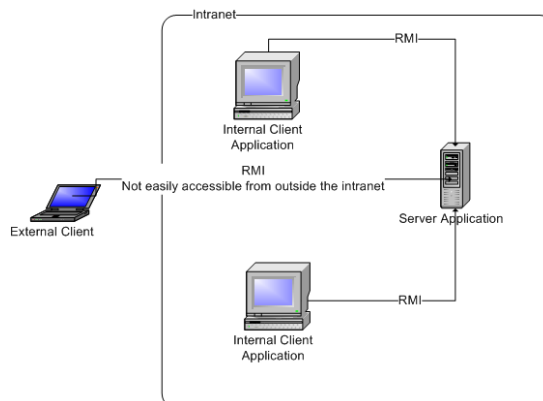 Intranet
RMI
Internal Client
Application
RMI
Not easily accessible from outside the intranet
External Client
Server Application
RMI
Internal Client
Application